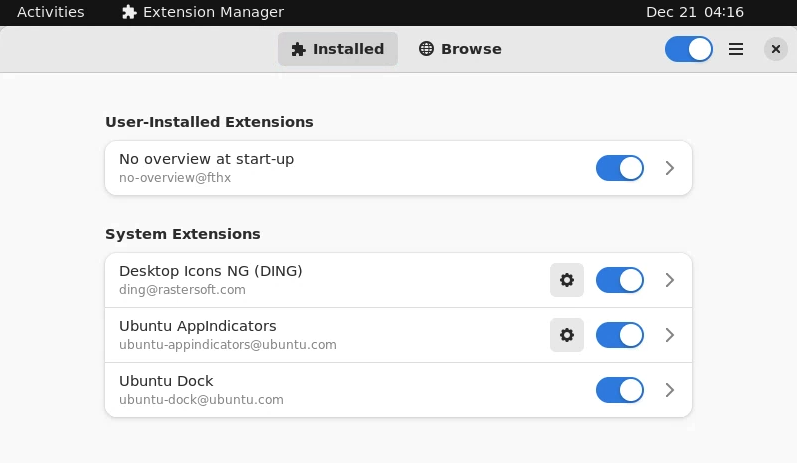 Activities Extension Manager Dec 21 04:16
Installed Browse
User-Installed Extensions
No overview at start-up
no-overview@fthx
System Extensions
Desktop Icons NG (DING)
ding@rastersoft.com
Ubuntu AppIndicators
ubuntu-appindicators@ubuntu.com
Ubuntu Dock
ubuntu-dock@ubuntu.com